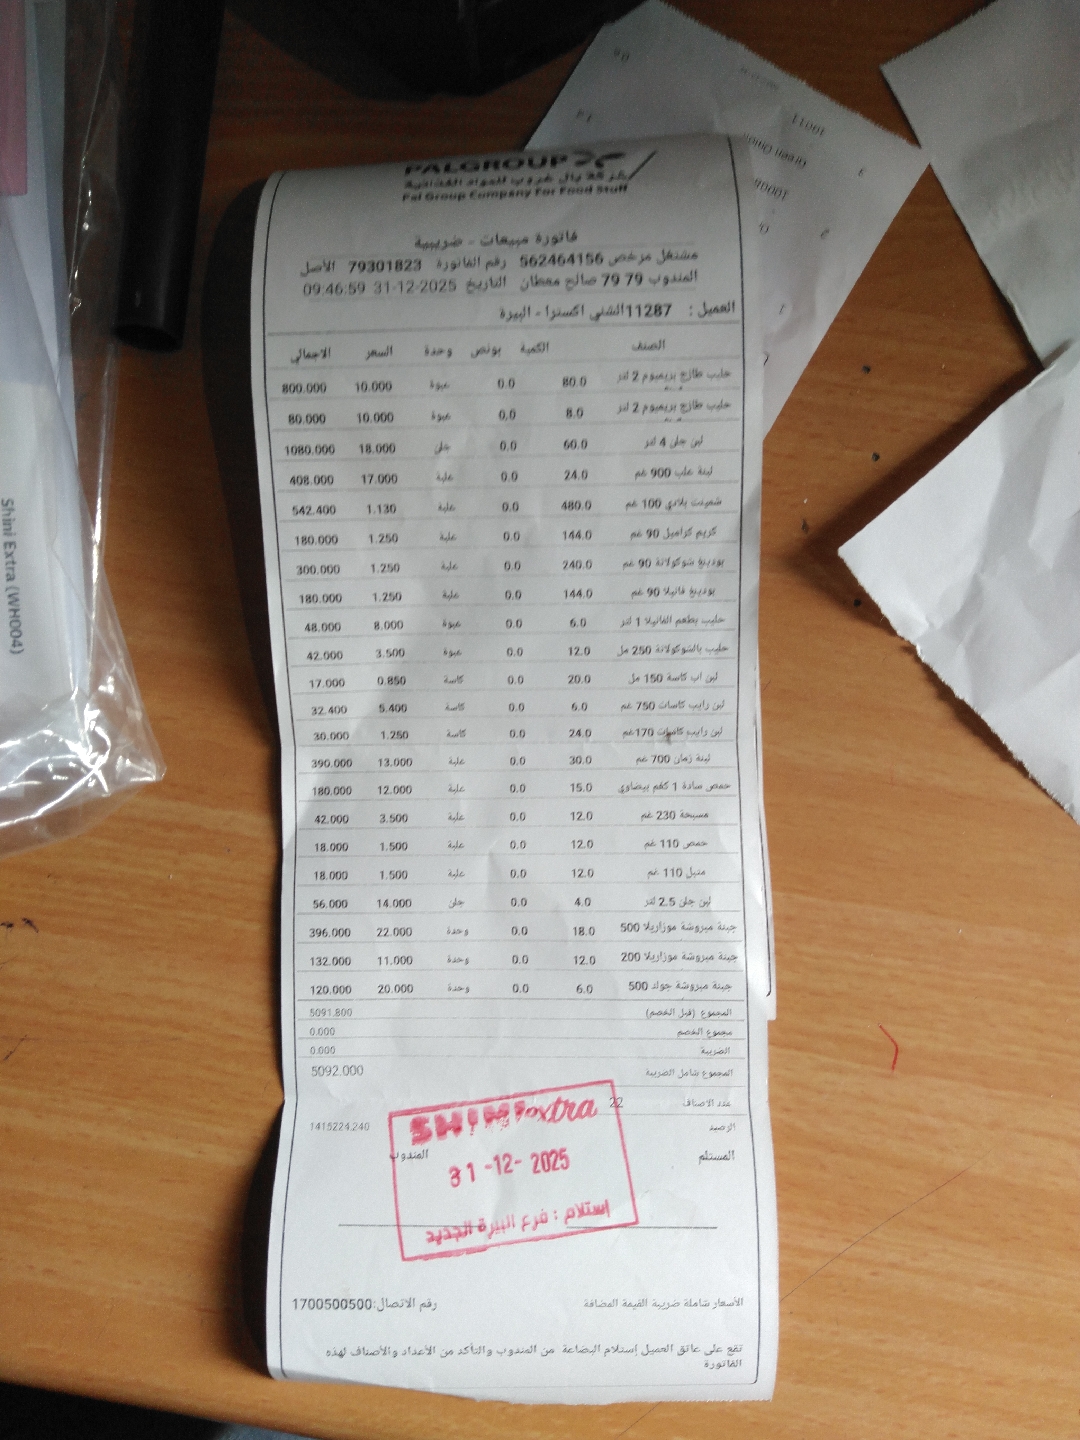 PALGROUP
شركة بال غروب للمواد الغذائية
Pal Group Company For Food Stuff
فاتورة مبيعات - ضريبية
مشتغل مرخص 562464156 رقم الفاتورة 79301823 الأصل
المندوب 79 79 صالح معطان التاريخ 31-12-2025 09:46:59
العميل : 11287الشني اكسترا - البيرة
الصنف الكمية بونص وحدة السعر الاجمالي
حليب طازج بريميوم 2 لتر 80.0 0.0 عبوة 10.000 800.000
حليب طازج بريميوم 2 لتر 8.0 0.0 عبوة 10.000 80.000
لبن جلن 4 لتر 60.0 0.0 جلن 18.000 1080.000
لبنة علب 900 غم 24.0 0.0 علبة 17.000 408.000
شمينت بلادي 100 غم 480.0 0.0 علبة 1.130 542.400
كريم كراميل 90 غم 144.0 0.0 علبة 1.250 180.000
بودينغ شوكولاتة 90 غم 240.0 0.0 علبة 1.250 300.000
بودينغ فانيلا 90 غم 144.0 0.0 علبة 1.250 180.000
حليب بطعم الفانيلا 1 لتر 6.0 0.0 عبوة 8.000 48.000
حليب بالشوكولاتة 250 مل 12.0 0.0 عبوة 3.500 42.000
لبن اب كاسة 150 مل 20.0 0.0 كاسة 0.850 17.000
لبن رايب كاسات 750 غم 6.0 0.0 كاسة 5.400 32.400
لبن رايب كاسات 170غم 24.0 0.0 كاسة 1.250 30.000
لبنة زمان 700 غم 30.0 0.0 علبة 13.000 390.000
حمص سادة 1 كغم بيضاوي 15.0 0.0 علبة 12.000 180.000
مسبحة 230 غم 12.0 0.0 علبة 3.500 42.000
حمص 110 غم 12.0 0.0 علبة 1.500 18.000
متبل 110 غم 12.0 0.0 علبة 1.500 18.000
لبن جلن 2.5 لتر 4.0 0.0 جلن 14.000 56.000
جبنة مبروشة موزاريلا 500 18.0 0.0 وحدة 22.000 396.000
جبنة مبروشة موزاريلا 200 12.0 0.0 وحدة 11.000 132.000
جبنة مبروشة جولد 500 6.0 0.0 وحدة 20.000 120.000
المجموع (قبل الخصم) 5091.800
مجموع الخصم 0.000
الضريبة 0.000
المجموع شامل الضريبة 5092.000
عدد الاصناف 22
الرصيد 1415224.240
المستلم المندوب
SHINI extra
31-12-2025
إستلام : فرع البيرة الجديد
الأسعار شاملة ضريبة القيمة المضافة رقم الاتصال:1700500500
تقع على عاتق العميل إستلام البضاعة من المندوب والتأكد من الأعداد والأصناف لهذه
الفاتورة
Shini Extra (WH004)
10011